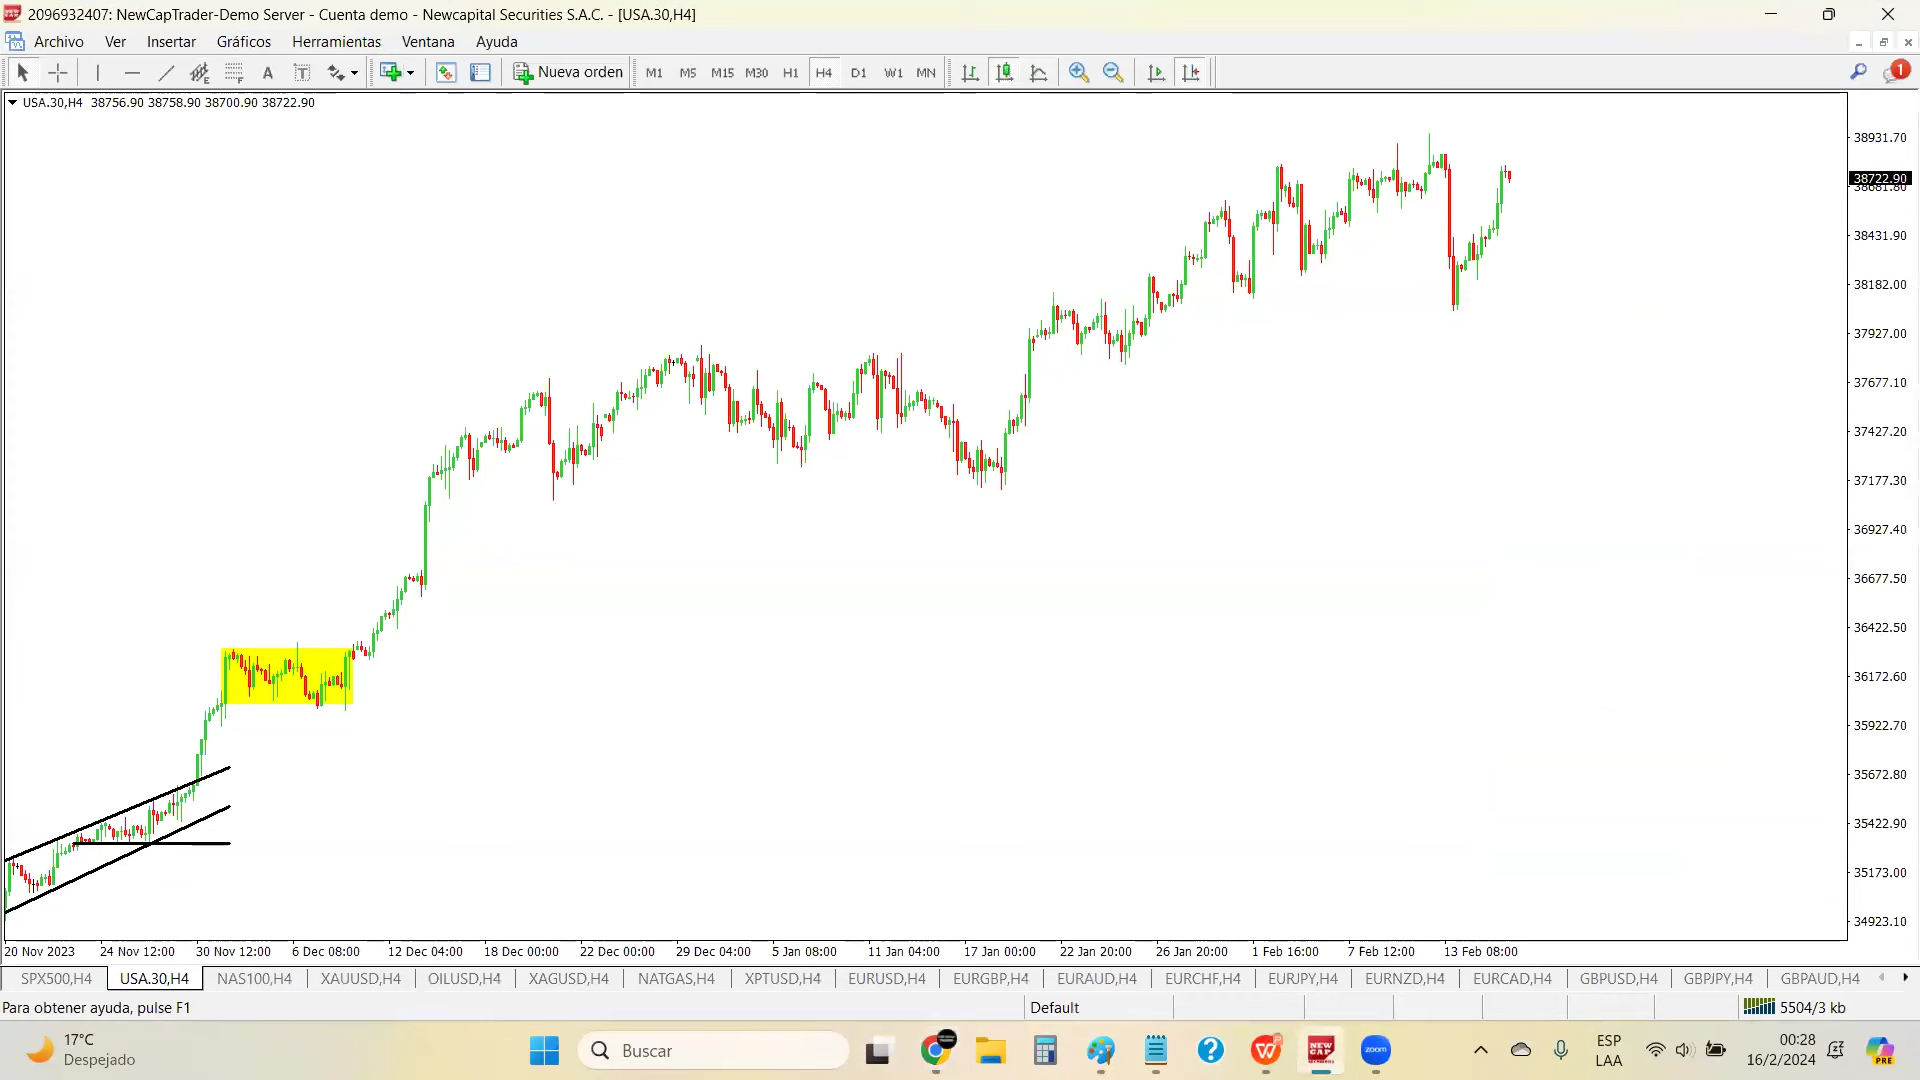 2096932407: NewCapTrader-Demo Server - Cuenta demo - Newcapital Securities S.A.C. - [USA.30,H4]
Archivo Ver Insertar Gráficos Herramientas Ventana Ayuda
A T Nueva orden M1 M5 M15 M30 H1 H4 D1 W1 MN 1
USA.30,H4 38756.90 38758.90 38700.90 38722.90
38931.70
38722.90
38681.80
38431.90
38182.00
37927.00
37677.10
37427.20
37177.30
36927.40
36677.50
36422.50
36172.60
35922.70
35672.80
35422.90
35173.00
34923.10
20 Nov 2023 24 Nov 12:00 30 Nov 12:00 6 Dec 08:00 12 Dec 04:00 18 Dec 00:00 22 Dec 00:00 29 Dec 04:00 5 Jan 08:00 11 Jan 04:00 17 Jan 00:00 22 Jan 20:00 26 Jan 20:00 1 Feb 16:00 7 Feb 12:00 13 Feb 08:00
SPX500,H4 USA.30,H4 NAS100,H4 XAUUSD,H4 OILUSD,H4 XAGUSD,H4 NATGAS,H4 XPTUSD,H4 EURUSD,H4 EURGBP,H4 EURAUD,H4 EURCHF,H4 EURJPY,H4 EURNZD,H4 EURCAD,H4 GBPUSD,H4 GBPJPY,H4 GBPAUD,H4
Para obtener ayuda, pulse F1 Default 5504/3 kb
17°C
Despejado
Buscar
NEW CAP
zoom
ESP
LAA
00:28
16/2/2024
PRE